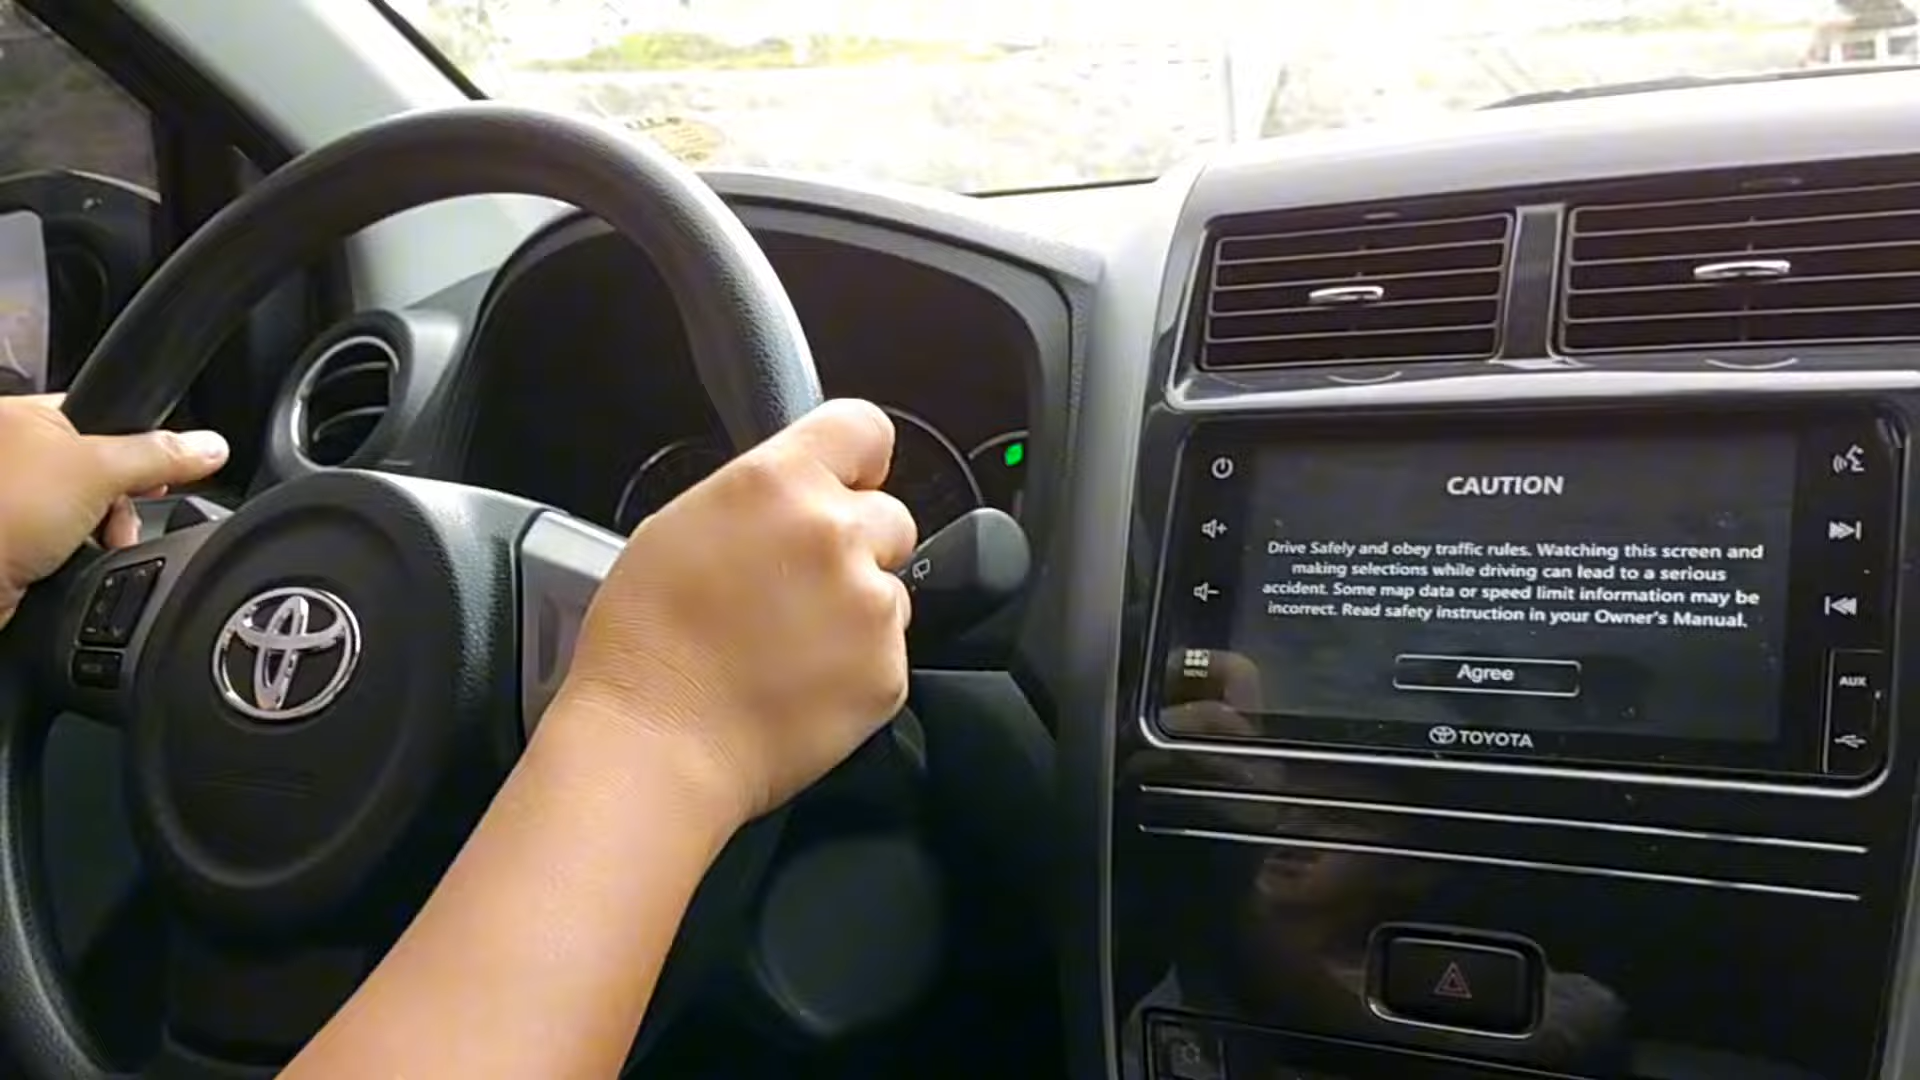 CAUTION
Drive Safely and obey traffic rules. Watching this screen and
making selections while driving can lead to a serious
accident. Some map data or speed limit information may be
incorrect. Read safety instruction in your Owner's Manual.
Agree
MENU
AUX
TOYOTA